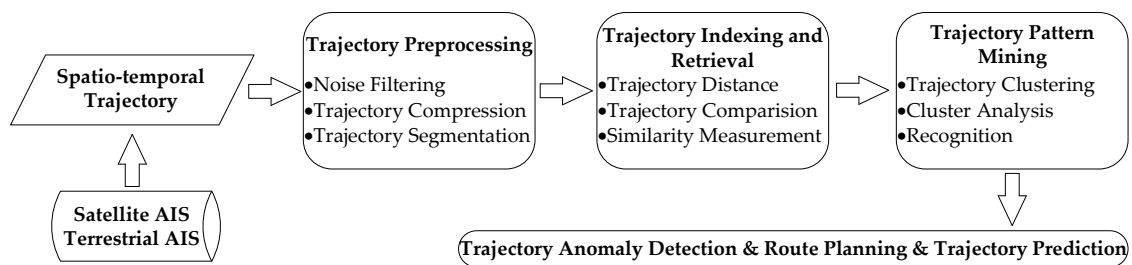 Spatio-temporal
Trajectory
Satellite AIS
Terrestrial AIS
Trajectory Preprocessing
•Noise Filtering
•Trajectory Compression
•Trajectory Segmentation
Trajectory Indexing and
Retrieval
•Trajectory Distance
•Trajectory Comparision
•Similarity Measurement
Trajectory Pattern
Mining
•Trajectory Clustering
•Cluster Analysis
•Recognition
Trajectory Anomaly Detection & Route Planning & Trajectory Prediction